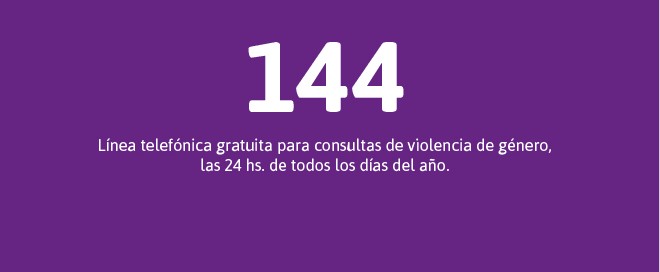 144
Línea telefónica gratuita para consultas de violencia de género,
las 24 hs. de todos los días del año.